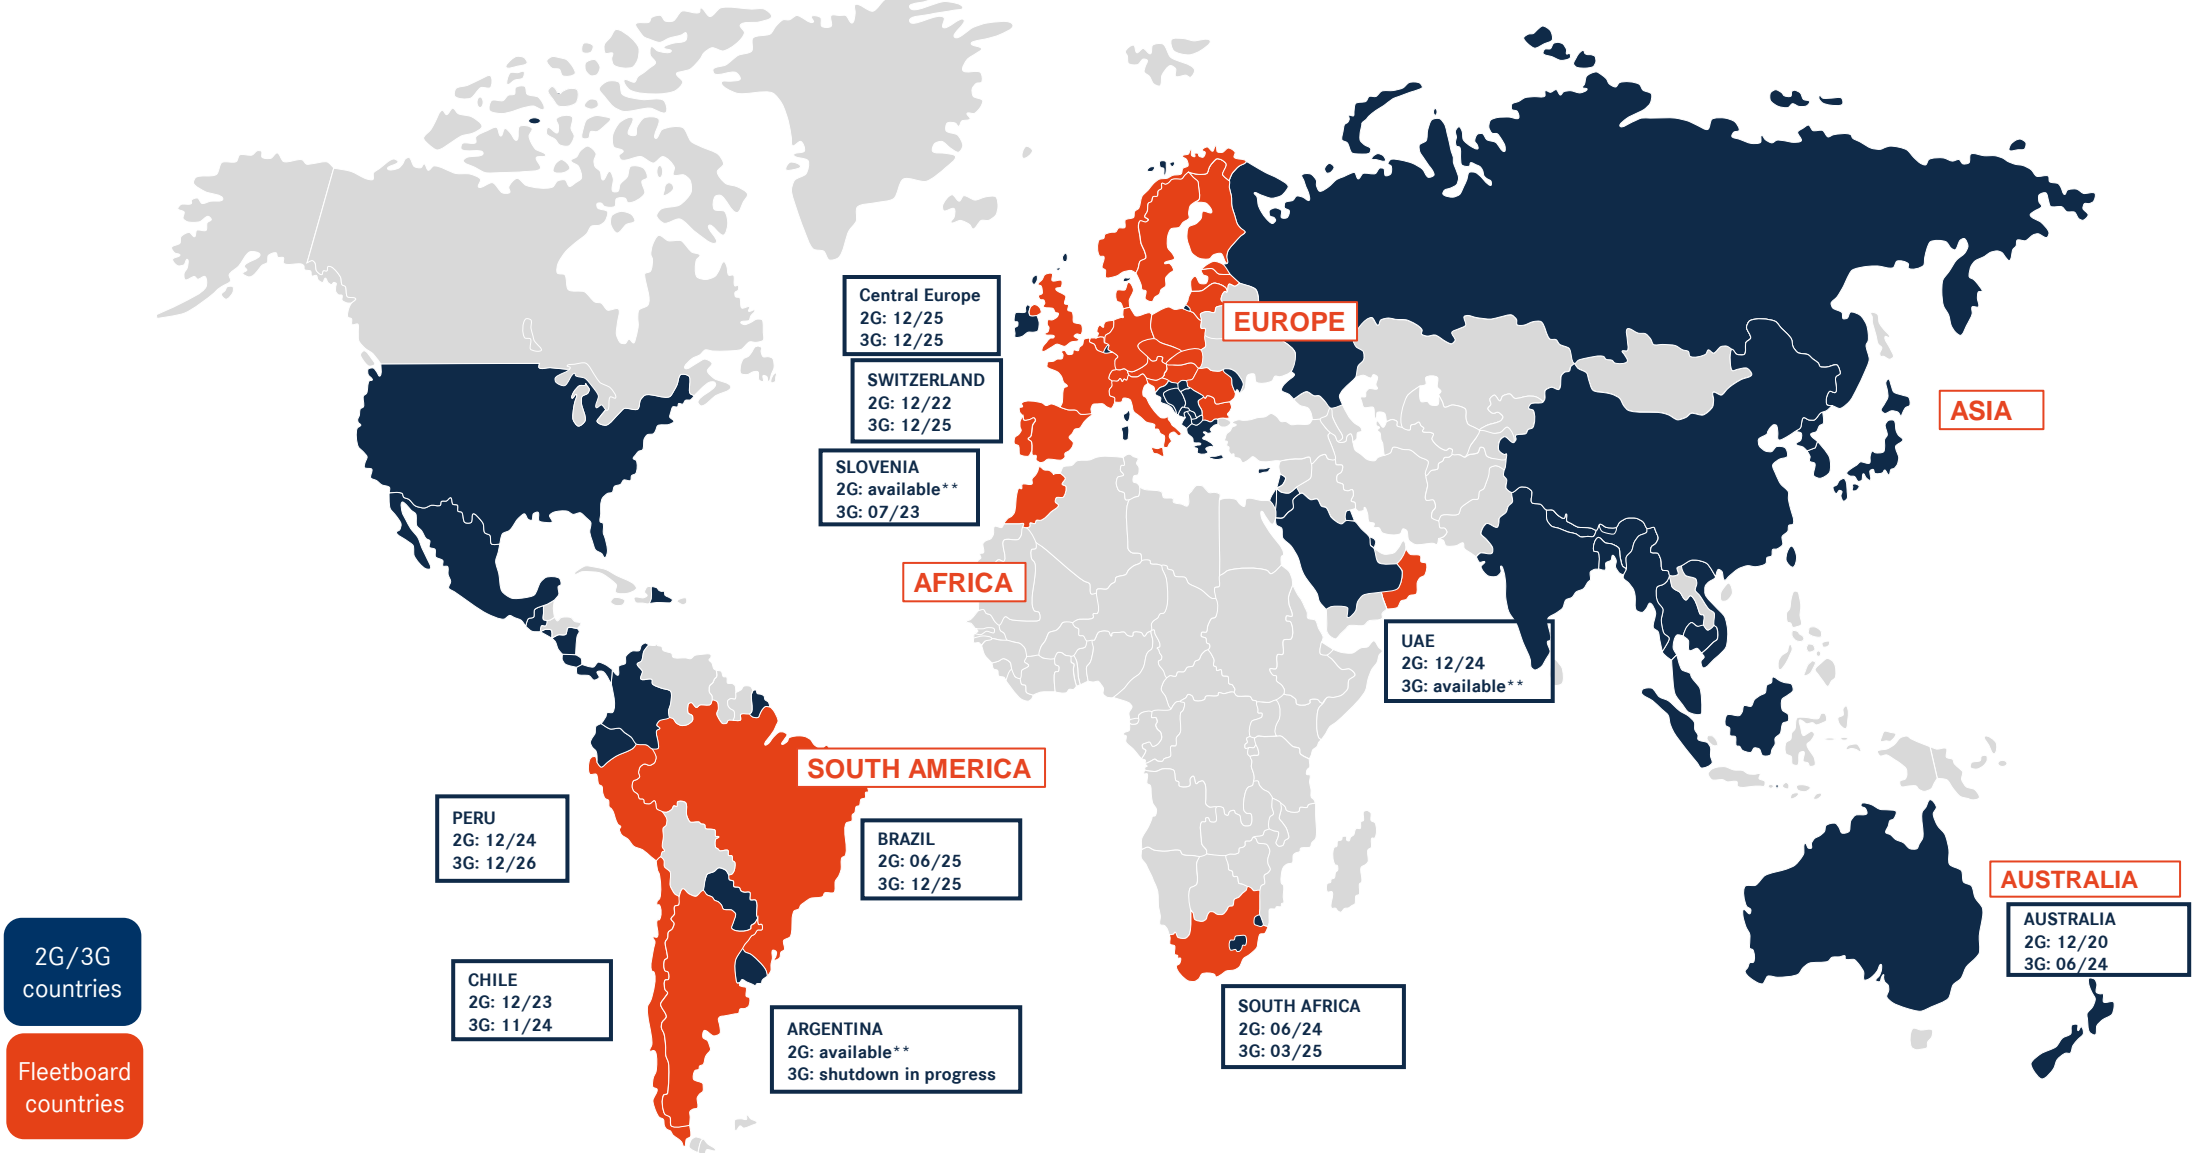 Central Europe
2G: 12/25
3G: 12/25
EUROPE
SWITZERLAND
2G: 12/22
3G: 12/25
ASIA
SLOVENIA
2G: available**
3G: 07/23
AFRICA
UAE
2G: 12/24
3G: available**
SOUTH AMERICA
PERU
2G: 12/24
3G: 12/26
BRAZIL
2G: 06/25
3G: 12/25
AUSTRALIA
AUSTRALIA
2G: 12/20
3G: 06/24
2G/3G
countries
CHILE
2G: 12/23
3G: 11/24
SOUTH AFRICA
2G: 06/24
3G: 03/25
ARGENTINA
2G: available**
3G: shutdown in progress
Fleetboard
countries